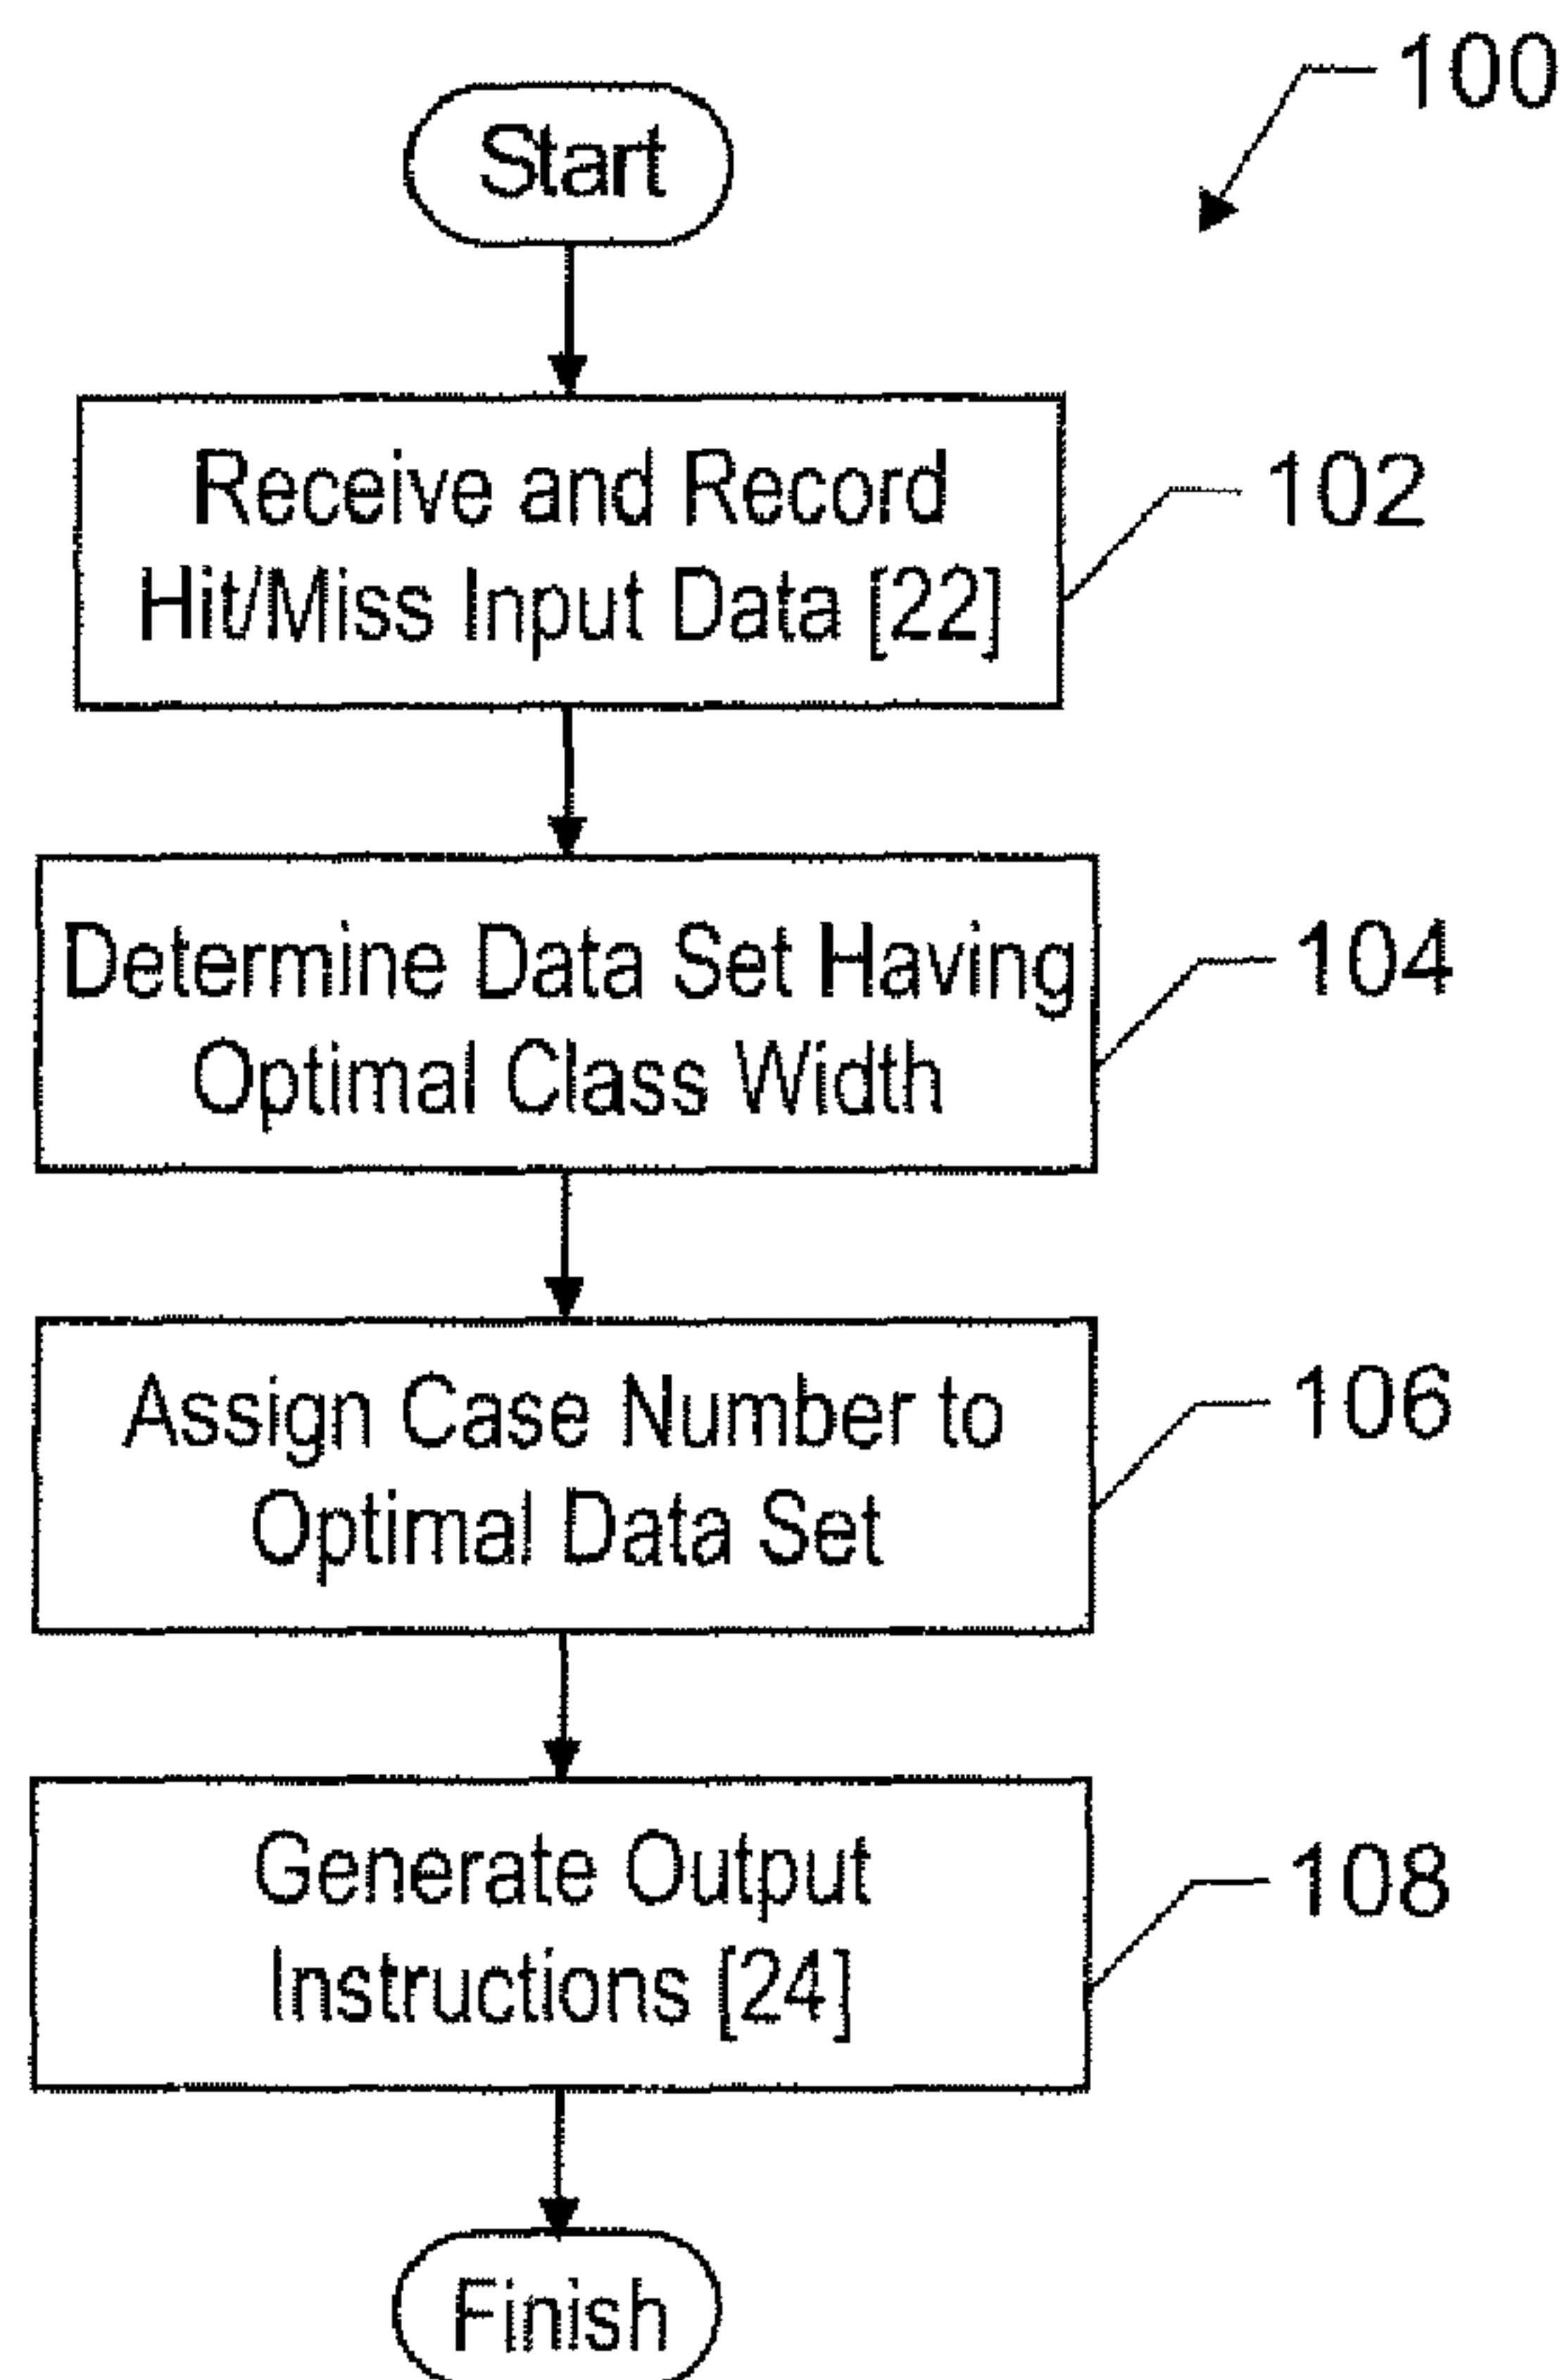 100
Start
Receive and Record
Hit/Miss Input Data [22]
102
Determine Data Set Having
Optimal Class Width
104
Assign Case Number to
Optimal Data Set
106
Generate Output
Instructions [24]
108
Finish